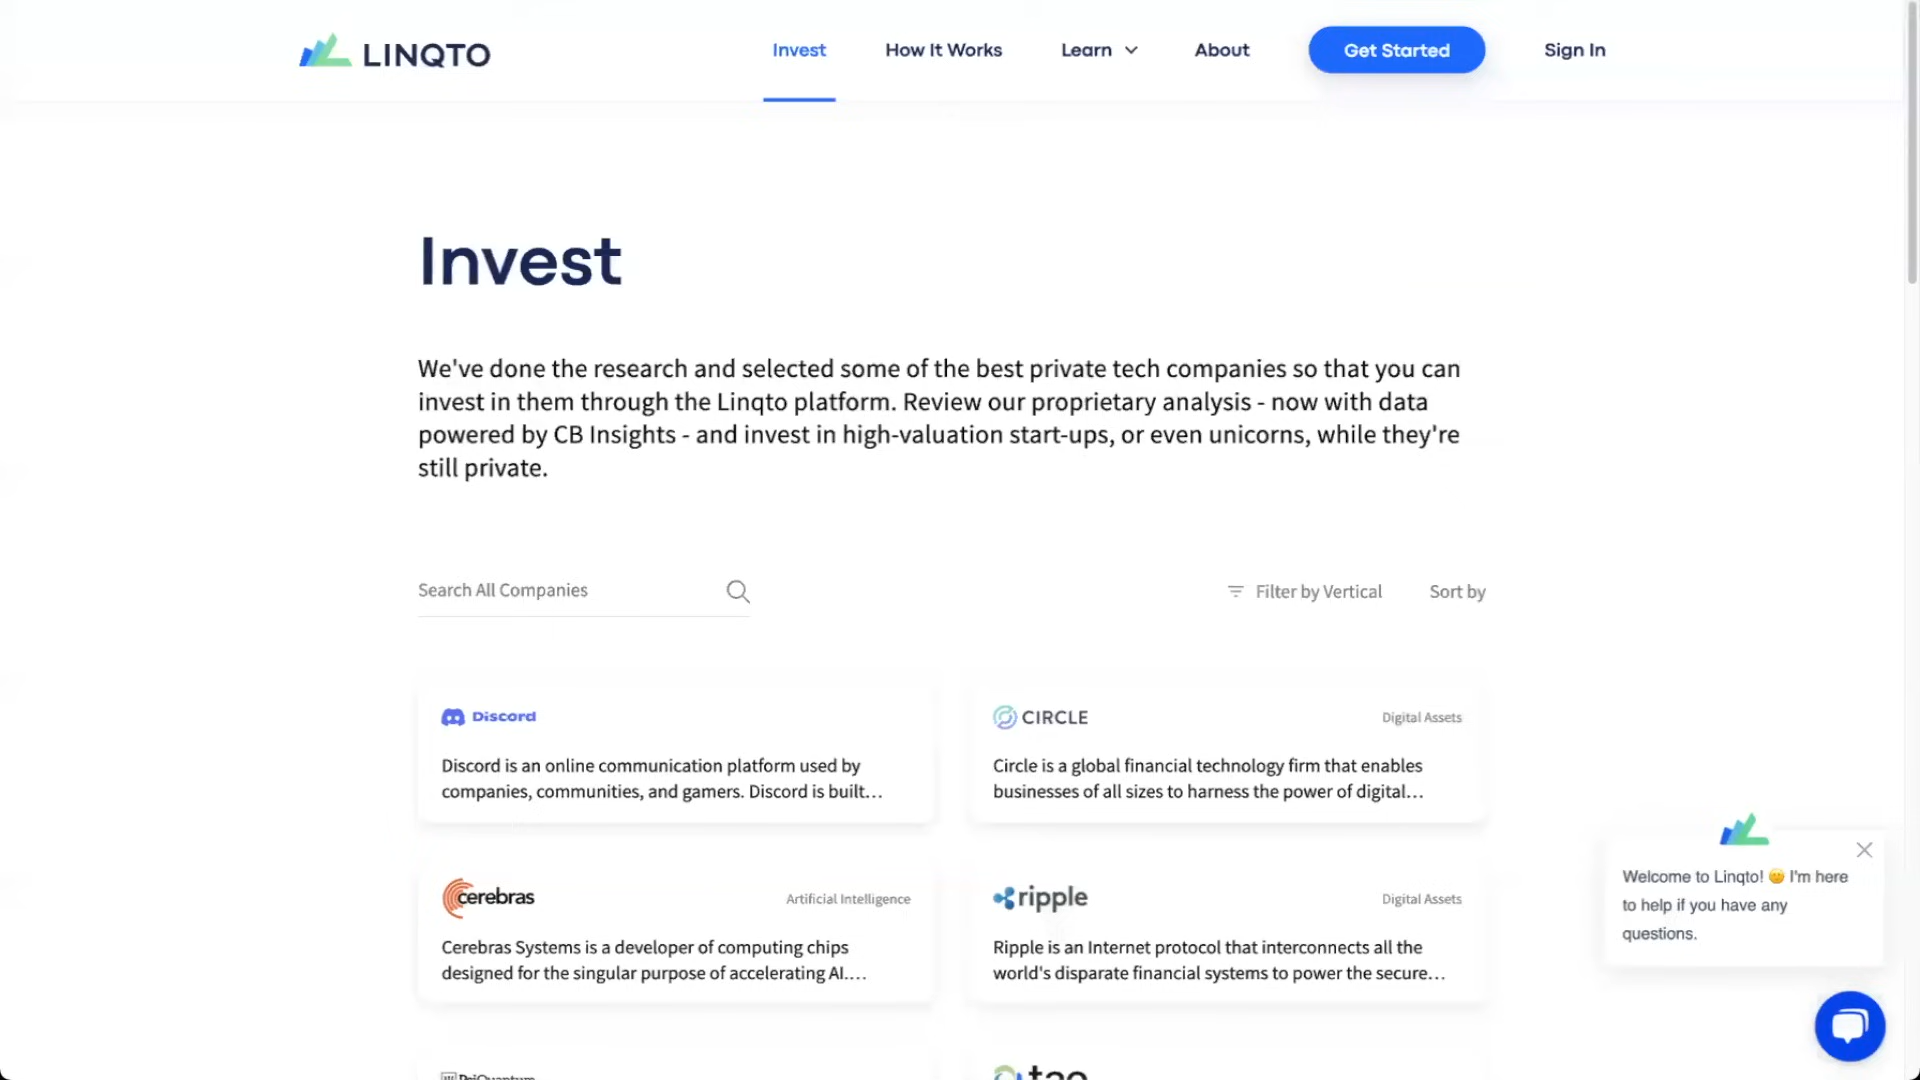 LINQTO
Invest
How It Works
Learn
About
Get Started
Sign In
Invest
We've done the research and selected some of the best private tech companies so that you can
invest in them through the Linqto platform. Review our proprietary analysis - now with data
powered by CB Insights - and invest in high-valuation start-ups, or even unicorns, while they're
still private.
Search All Companies
Filter by Vertical
Sort by
Discord
Discord is an online communication platform used by
companies, communities, and gamers. Discord is built...
CIRCLE
Digital Assets
Circle is a global financial technology firm that enables
businesses of all sizes to harness the power of digital...
cerebras
Artificial Intelligence
Cerebras Systems is a developer of computing chips
designed for the singular purpose of accelerating AI....
ripple
Digital Assets
Ripple is an Internet protocol that interconnects all the
world's disparate financial systems to power the secure...
Welcome to Linqto! 🙂 I'm here
to help if you have any
questions.
PsiQuantum